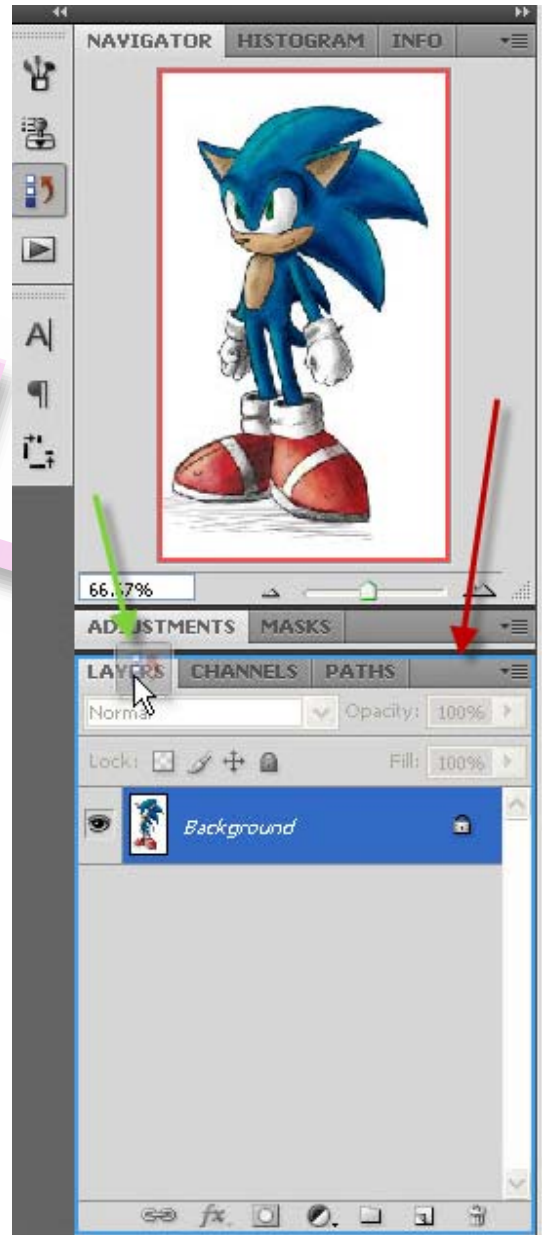 NAVIGATOR HISTOGRAM INFO
A|
¶
66.67%
ADJUSTMENTS MASKS
LAYERS CHANNELS PATHS
Normal Opacity: 100%
Lock: Fill: 100%
Background
fx.